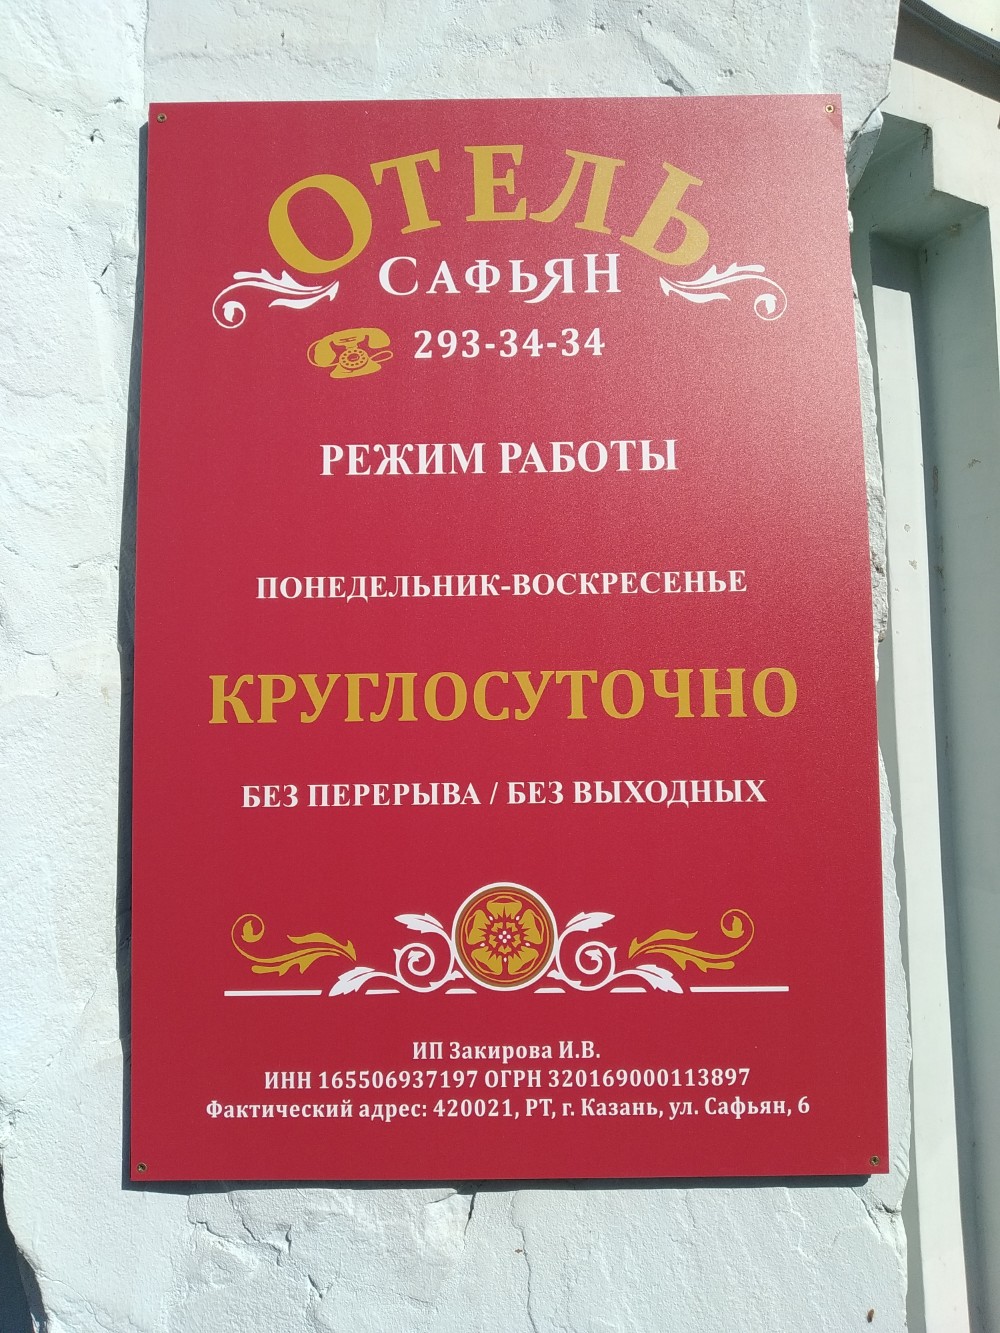 ОТЕЛЬ
САФЬЯН
293-34-34
РЕЖИМ РАБОТЫ
ПОНЕДЕЛЬНИК-ВОСКРЕСЕНЬЕ
КРУГЛОСУТОЧНО
БЕЗ ПЕРЕРЫВА / БЕЗ ВЫХОДНЫХ
ИП Закирова И.В.
ИНН 165506937197 ОГРН 320169000113897
Фактический адрес: 420021, РТ, г. Казань, ул. Сафьян, 6